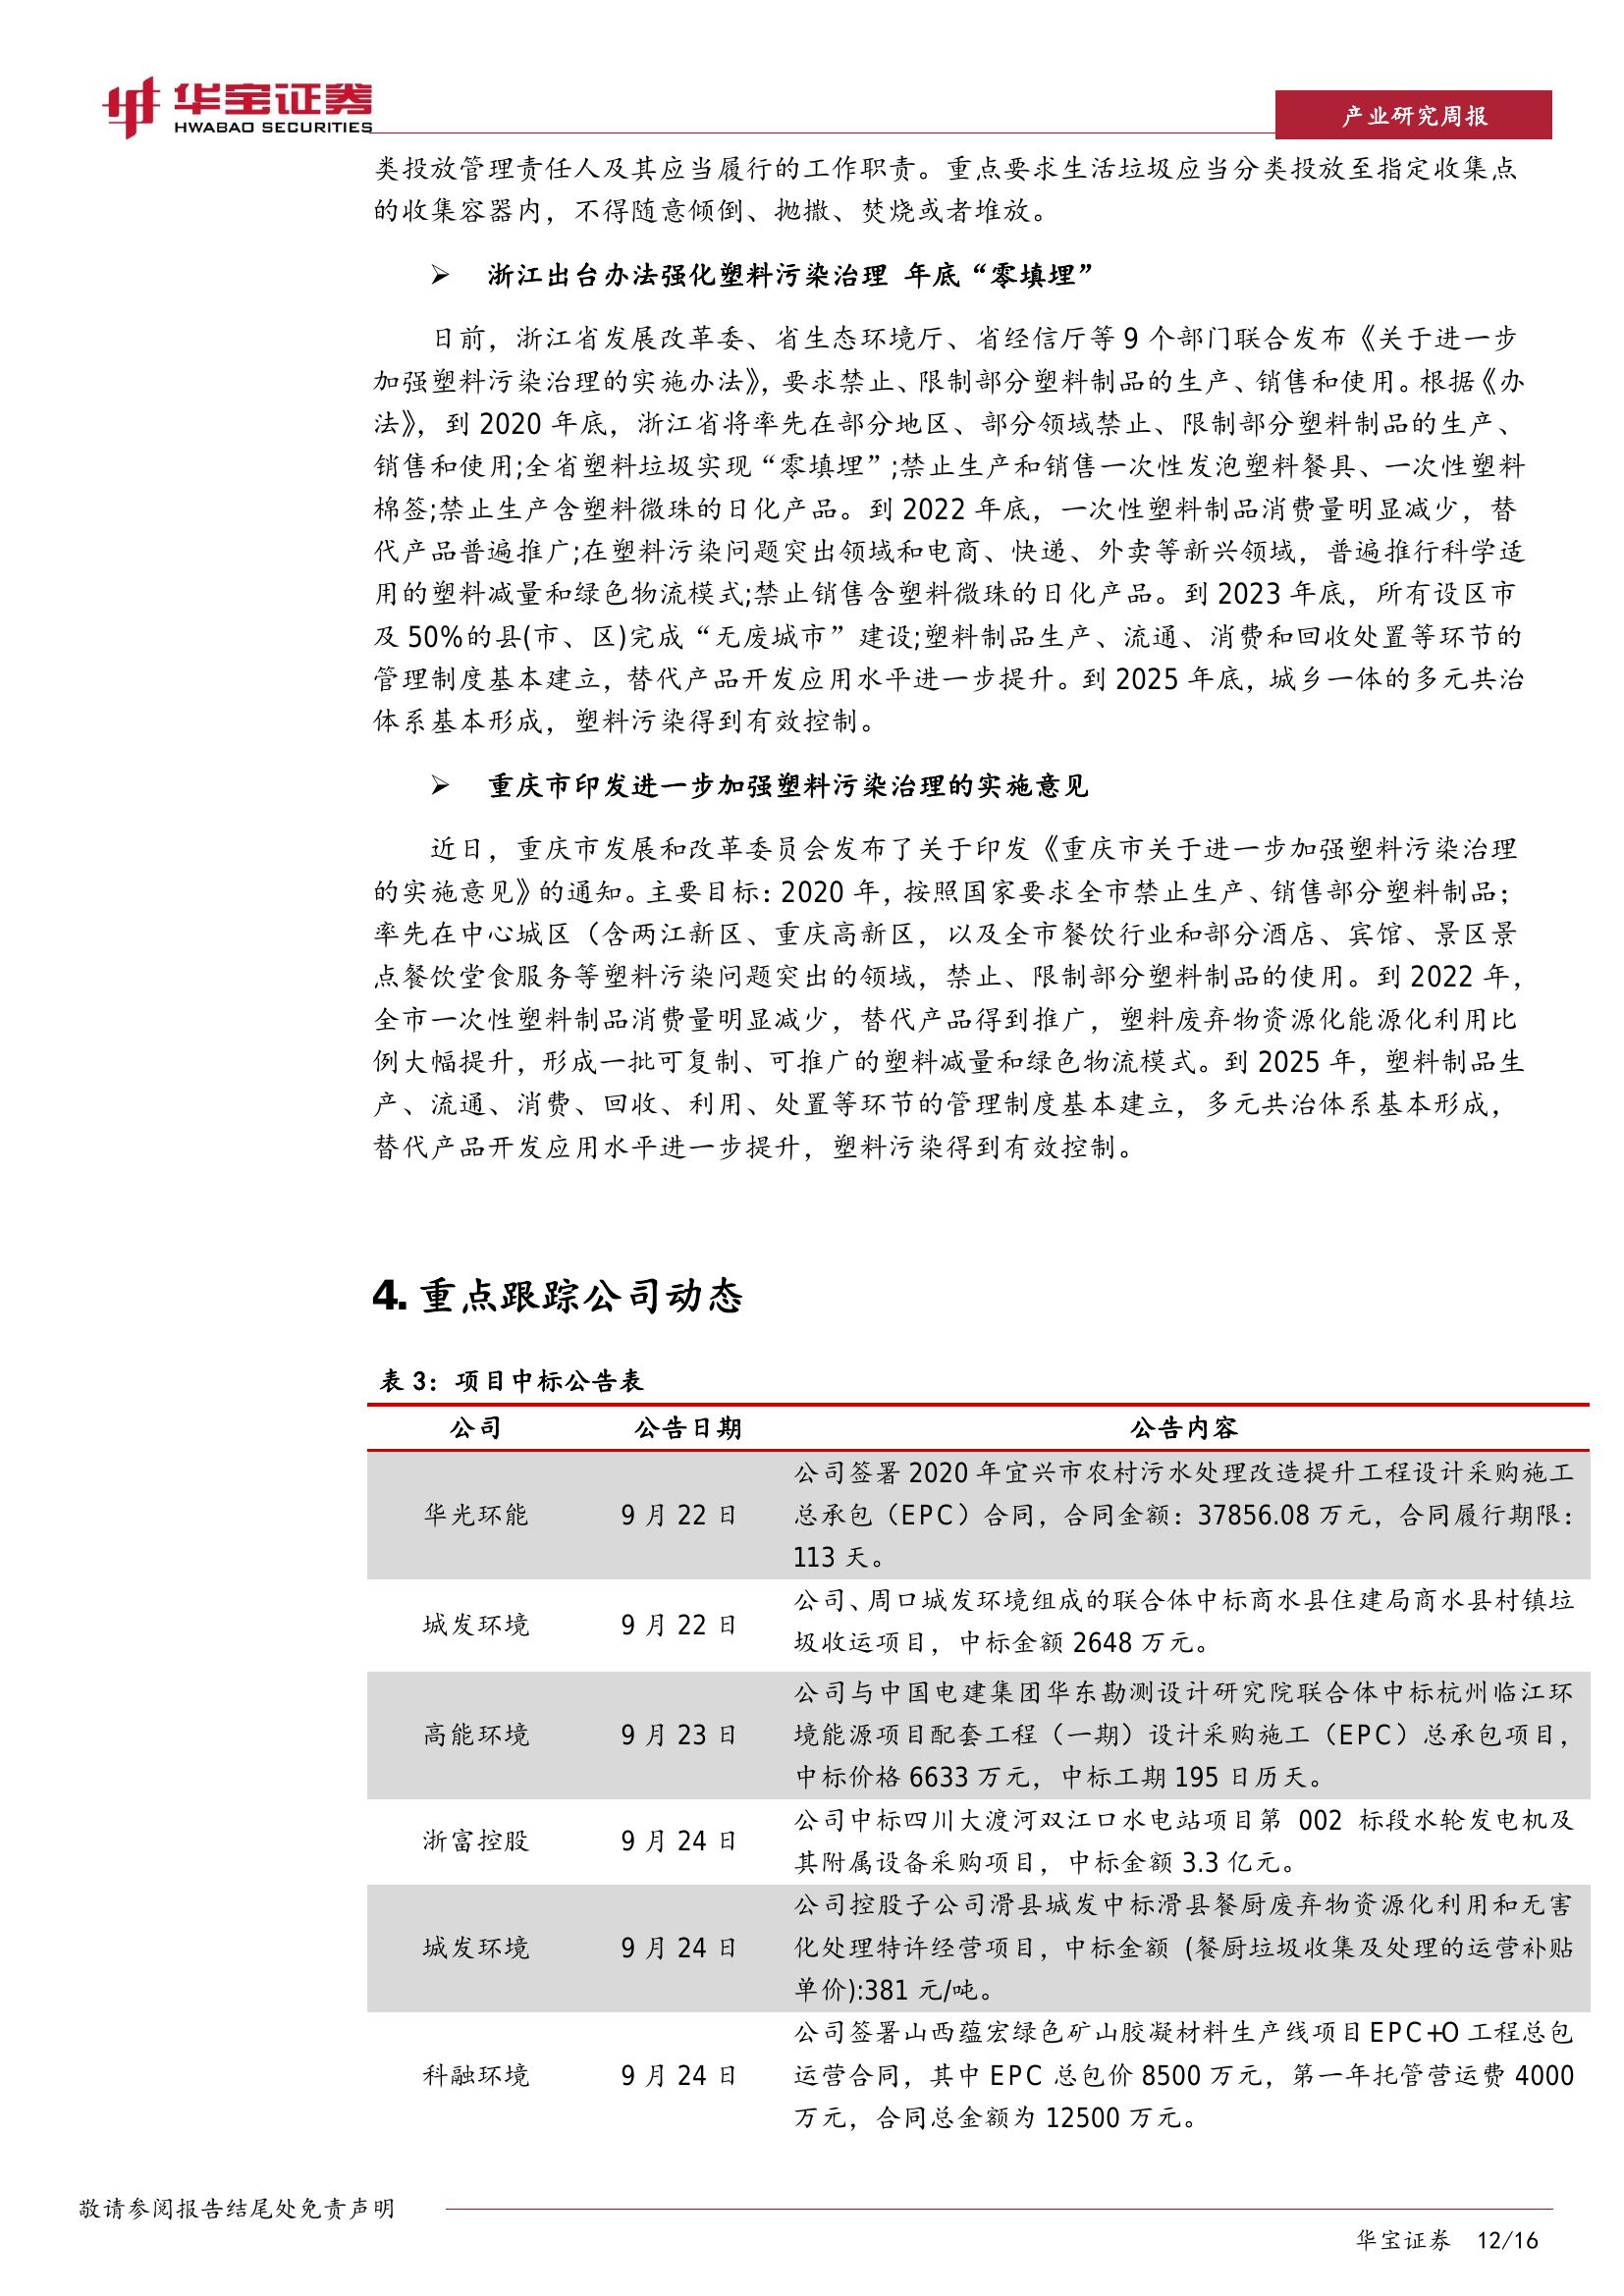 华宝证券
HWABAO SECURITIES
产业研究周报
类投放管理责任人及其应当履行的工作职责。重点要求生活垃圾应当分类投放至指定收集点
的收集容器内，不得随意倾倒、抛撒、焚烧或者堆放。
➢ 浙江出台办法强化塑料污染治理 年底“零填埋”
日前，浙江省发展改革委、省生态环境厅、省经信厅等 9 个部门联合发布《关于进一步
加强塑料污染治理的实施办法》，要求禁止、限制部分塑料制品的生产、销售和使用。根据《办
法》，到 2020 年底，浙江省将率先在部分地区、部分领域禁止、限制部分塑料制品的生产、
销售和使用;全省塑料垃圾实现“零填埋”;禁止生产和销售一次性发泡塑料餐具、一次性塑料
棉签;禁止生产含塑料微珠的日化产品。到 2022 年底，一次性塑料制品消费量明显减少，替
代产品普遍推广;在塑料污染问题突出领域和电商、快递、外卖等新兴领域，普遍推行科学适
用的塑料减量和绿色物流模式;禁止销售含塑料微珠的日化产品。到 2023 年底，所有设区市
及 50%的县(市、区)完成“无废城市”建设;塑料制品生产、流通、消费和回收处置等环节的
管理制度基本建立，替代产品开发应用水平进一步提升。到 2025 年底，城乡一体的多元共治
体系基本形成，塑料污染得到有效控制。
➢ 重庆市印发进一步加强塑料污染治理的实施意见
近日，重庆市发展和改革委员会发布了关于印发《重庆市关于进一步加强塑料污染治理
的实施意见》的通知。主要目标：2020 年，按照国家要求全市禁止生产、销售部分塑料制品；
率先在中心城区（含两江新区、重庆高新区，以及全市餐饮行业和部分酒店、宾馆、景区景
点餐饮堂食服务等塑料污染问题突出的领域，禁止、限制部分塑料制品的使用。到 2022 年，
全市一次性塑料制品消费量明显减少，替代产品得到推广，塑料废弃物资源化能源化利用比
例大幅提升，形成一批可复制、可推广的塑料减量和绿色物流模式。到 2025 年，塑料制品生
产、流通、消费、回收、利用、处置等环节的管理制度基本建立，多元共治体系基本形成，
替代产品开发应用水平进一步提升，塑料污染得到有效控制。
4. 重点跟踪公司动态
表 3：项目中标公告表
公司 公告日期 公告内容
公司签署 2020 年宜兴市农村污水处理改造提升工程设计采购施工
华光环能 9 月 22 日 总承包（EPC）合同，合同金额：37856.08 万元，合同履行期限：
113 天。
公司、周口城发环境组成的联合体中标商水县住建局商水县村镇垃
城发环境 9 月 22 日 圾收运项目，中标金额 2648 万元。
公司与中国电建集团华东勘测设计研究院联合体中标杭州临江环
高能环境 9 月 23 日 境能源项目配套工程（一期）设计采购施工（EPC）总承包项目，
中标价格 6633 万元，中标工期 195 日历天。
公司中标四川大渡河双江口水电站项目第 002 标段水轮发电机及
浙富控股 9 月 24 日 其附属设备采购项目，中标金额 3.3 亿元。
公司控股子公司滑县城发中标滑县餐厨废弃物资源化利用和无害
城发环境 9 月 24 日 化处理特许经营项目，中标金额 (餐厨垃圾收集及处理的运营补贴
单价):381 元/吨。
公司签署山西蕴宏绿色矿山胶凝材料生产线项目 EPC+O 工程总包
科融环境 9 月 24 日 运营合同，其中 EPC 总包价 8500 万元，第一年托管营运费 4000
万元，合同总金额为 12500 万元。
敬请参阅报告结尾处免责声明
华宝证券 12/16